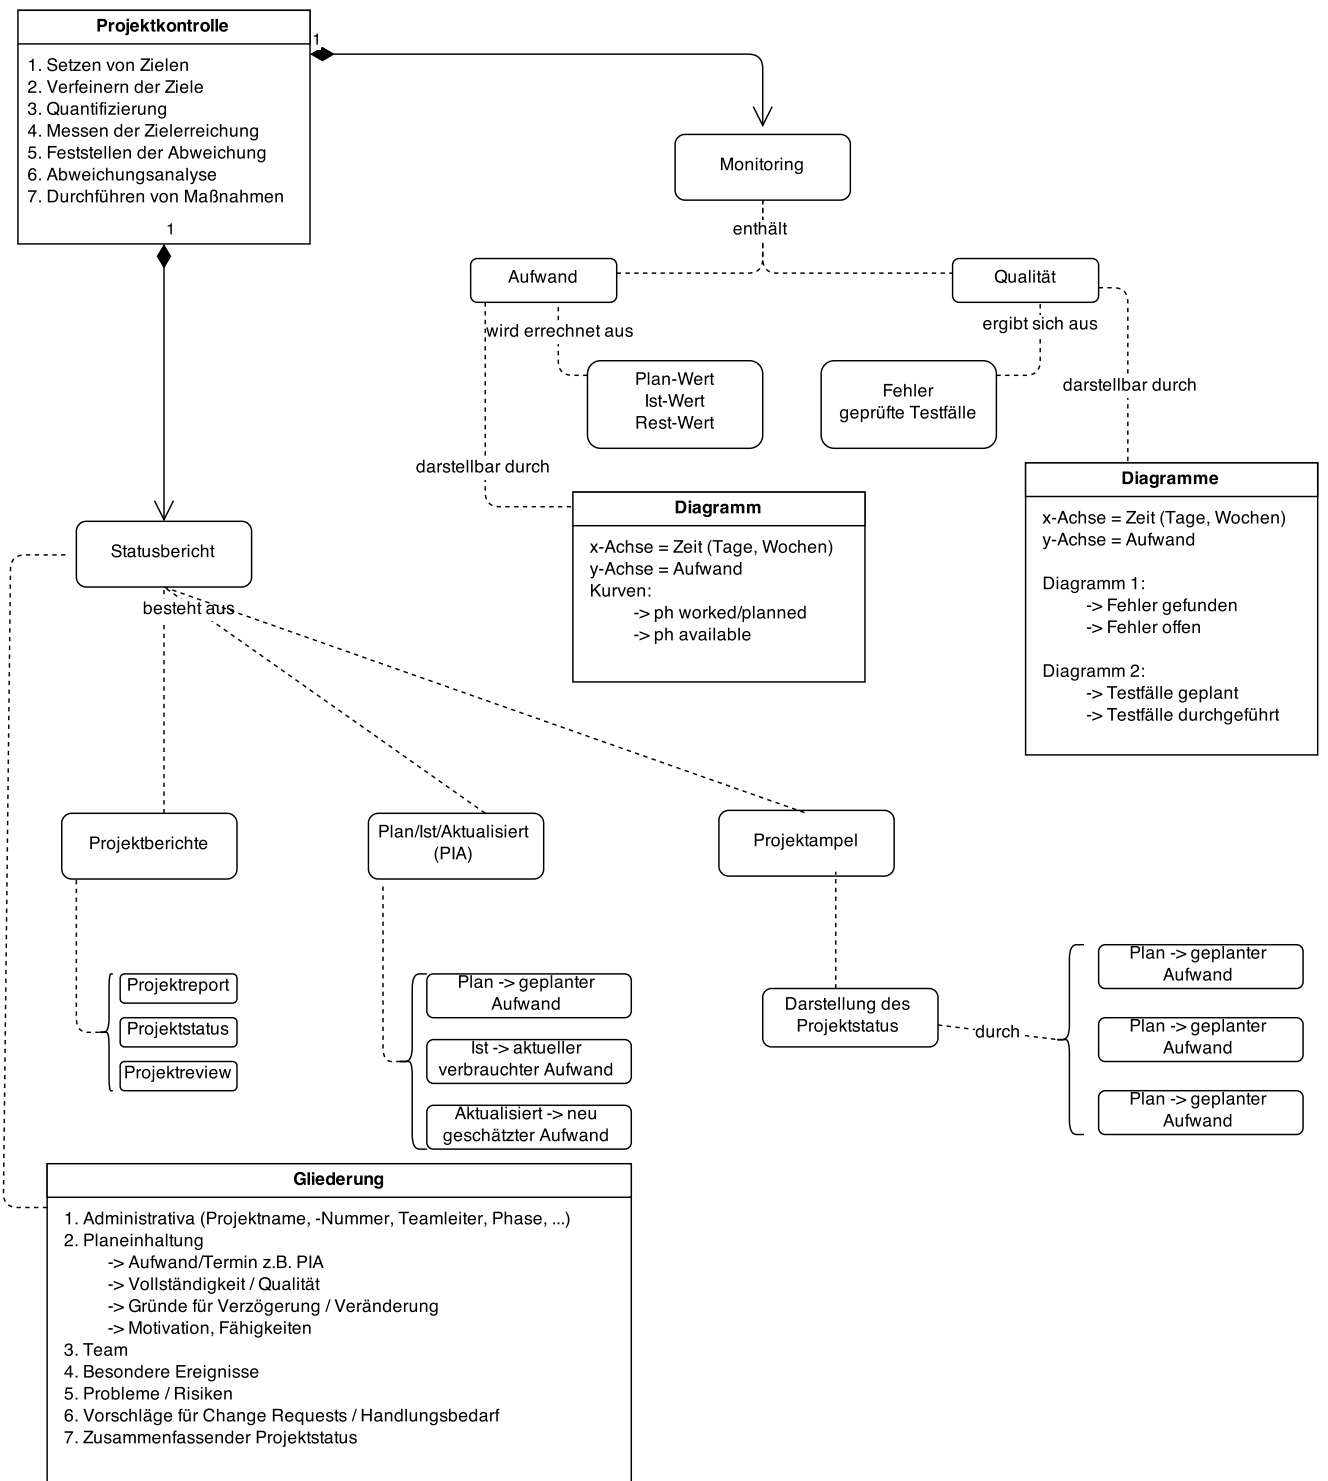 Projektkontrolle
1. Setzen von Zielen
2. Verfeinern der Ziele
3. Quantifizierung
4. Messen der Zielerreichung
5. Feststellen der Abweichung
6. Abweichungsanalyse
7. Durchführen von Maßnahmen
1
1
Monitoring
enthält
Aufwand
Qualität
wird errechnet aus
ergibt sich aus
Plan-Wert
Ist-Wert
Rest-Wert
Fehler
geprüfte Testfälle
darstellbar durch
darstellbar durch
Diagramm
x-Achse = Zeit (Tage, Wochen)
y-Achse = Aufwand
Kurven:
-> ph worked/planned
-> ph available
Diagramme
x-Achse = Zeit (Tage, Wochen)
y-Achse = Aufwand
Diagramm 1:
-> Fehler gefunden
-> Fehler offen
Diagramm 2:
-> Testfälle geplant
-> Testfälle durchgeführt
Statusbericht
besteht aus
Projektberichte
Plan/Ist/Aktualisiert
(PIA)
Projektampel
Projektreport
Projektstatus
Projektreview
Plan -> geplanter
Aufwand
Ist -> aktueller
verbrauchter Aufwand
Aktualisiert -> neu
geschätzter Aufwand
Darstellung des
Projektstatus
durch
Plan -> geplanter
Aufwand
Plan -> geplanter
Aufwand
Plan -> geplanter
Aufwand
Gliederung
1. Administrativa (Projektname, -Nummer, Teamleiter, Phase, ...)
2. Planeinhaltung
-> Aufwand/Termin z.B. PIA
-> Vollständigkeit / Qualität
-> Gründe für Verzögerung / Veränderung
-> Motivation, Fähigkeiten
3. Team
4. Besondere Ereignisse
5. Probleme / Risiken
6. Vorschläge für Change Requests / Handlungsbedarf
7. Zusammenfassender Projektstatus